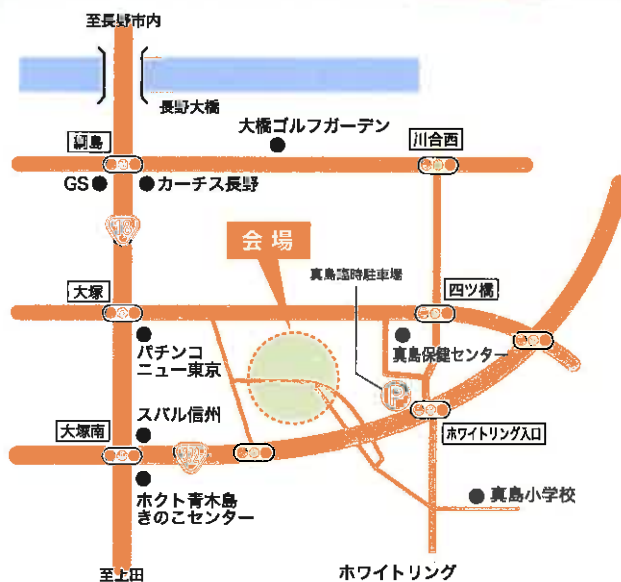 至長野市内
長野大橋
大橋ゴルフガーデン
綱島
川合西
GS
カーチス長野
会場
真島臨時駐車場
大塚
四ツ橋
パチンコ
ニュー東京
真島保健センター
スバル信州
P
大塚南
ホワイトリング入口
ホクト青木島
きのこセンター
真島小学校
至上田
ホワイトリング